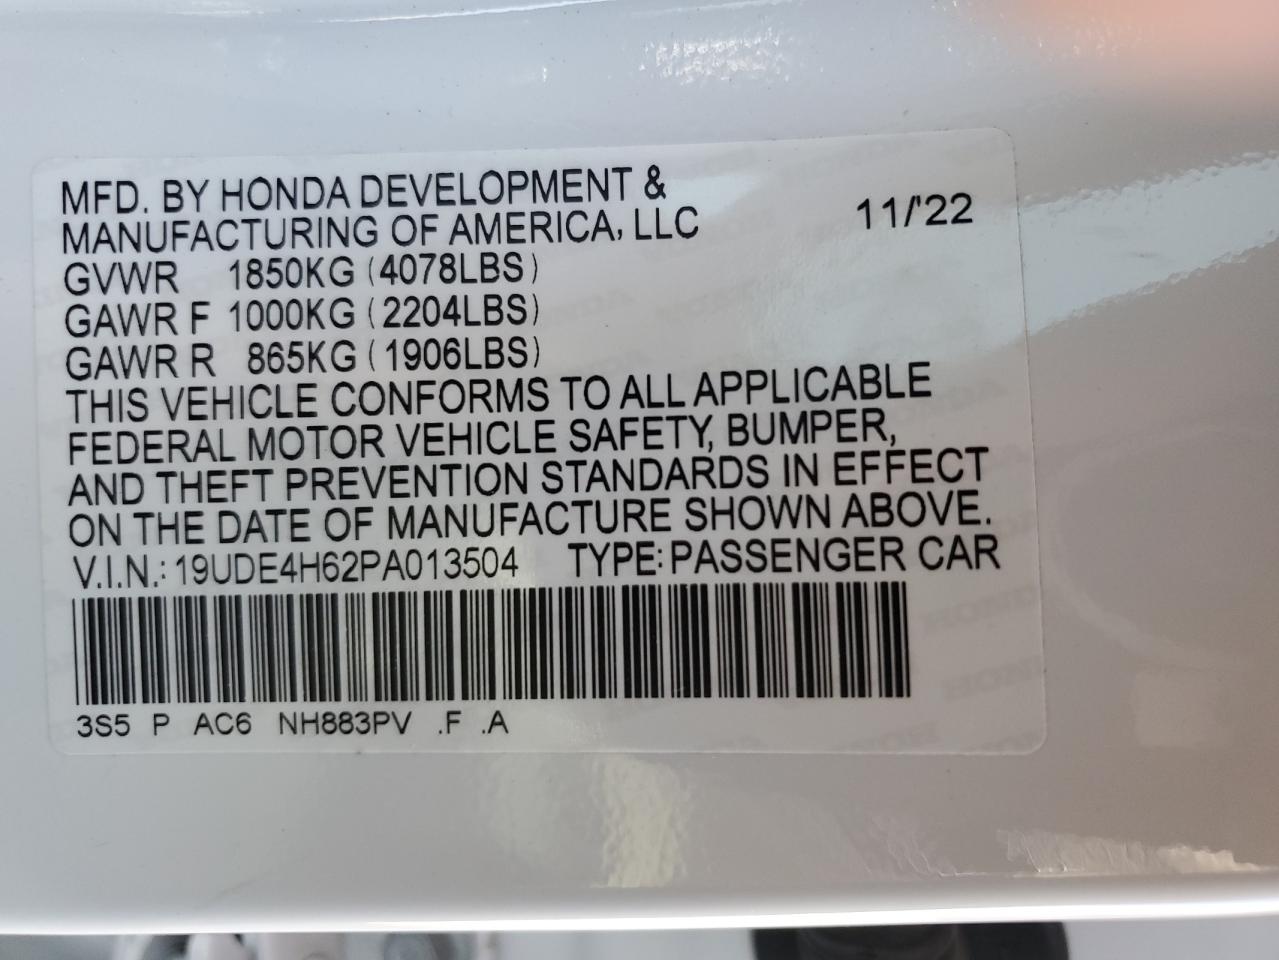 MFD. BY HONDA DEVELOPMENT &
MANUFACTURING OF AMERICA, LLC 11/'22
GVWR 1850KG (4078LBS)
GAWR F 1000KG (2204LBS)
GAWR R 865KG (1906LBS)
THIS VEHICLE CONFORMS TO ALL APPLICABLE
FEDERAL MOTOR VEHICLE SAFETY, BUMPER,
AND THEFT PREVENTION STANDARDS IN EFFECT
ON THE DATE OF MANUFACTURE SHOWN ABOVE.
V.I.N.: 19UDE4H62PA013504 TYPE: PASSENGER CAR
3S5 P AC6 NH883PV .F .A